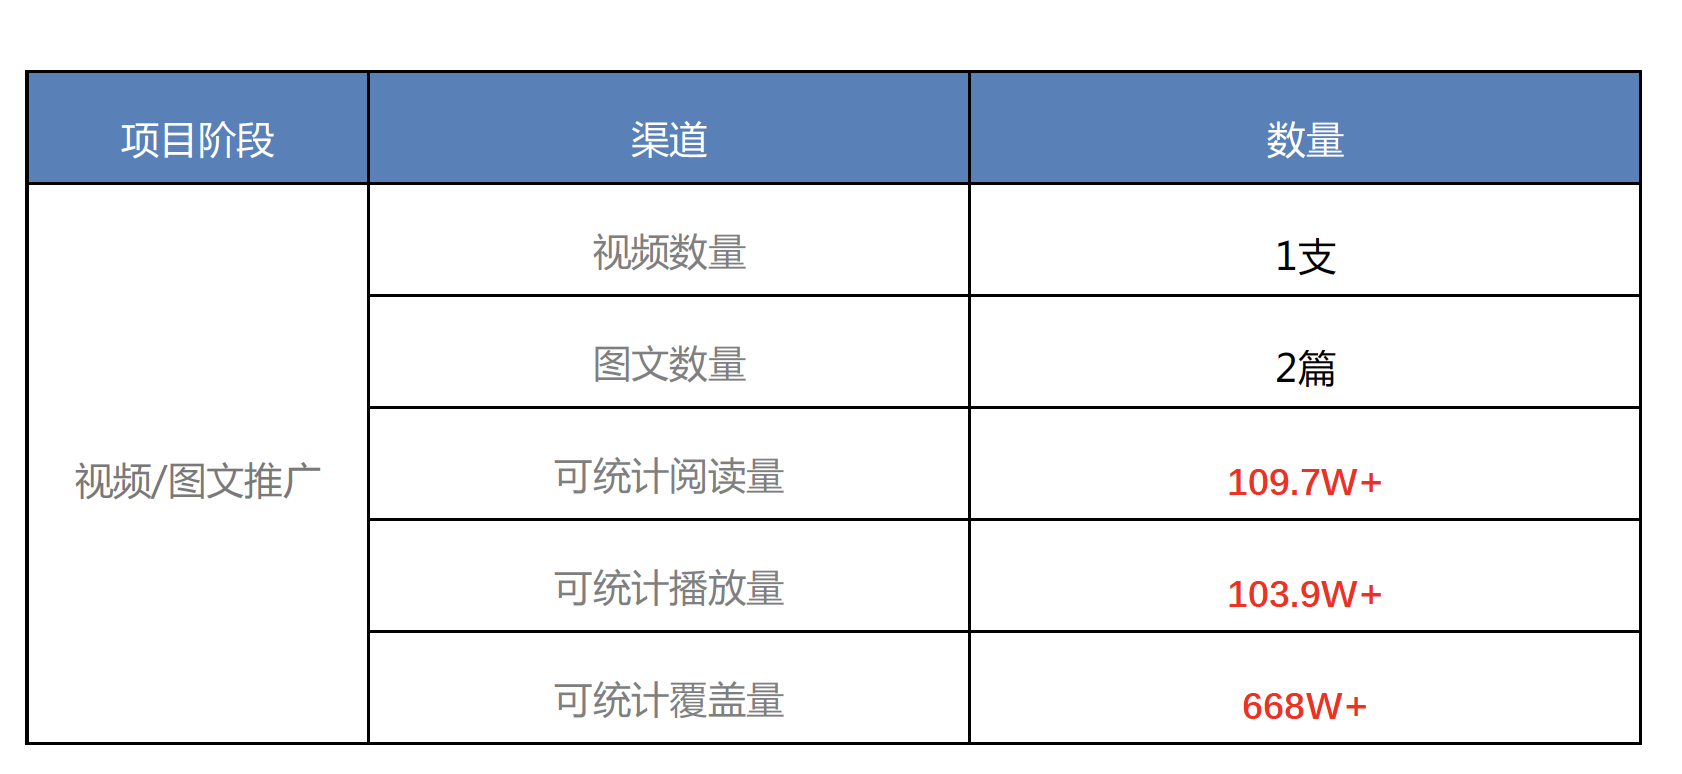 项目阶段 渠道 数量
视频/图文推广
视频数量 1支
图文数量 2篇
可统计阅读量 109.7W+
可统计播放量 103.9W+
可统计覆盖量 668W+